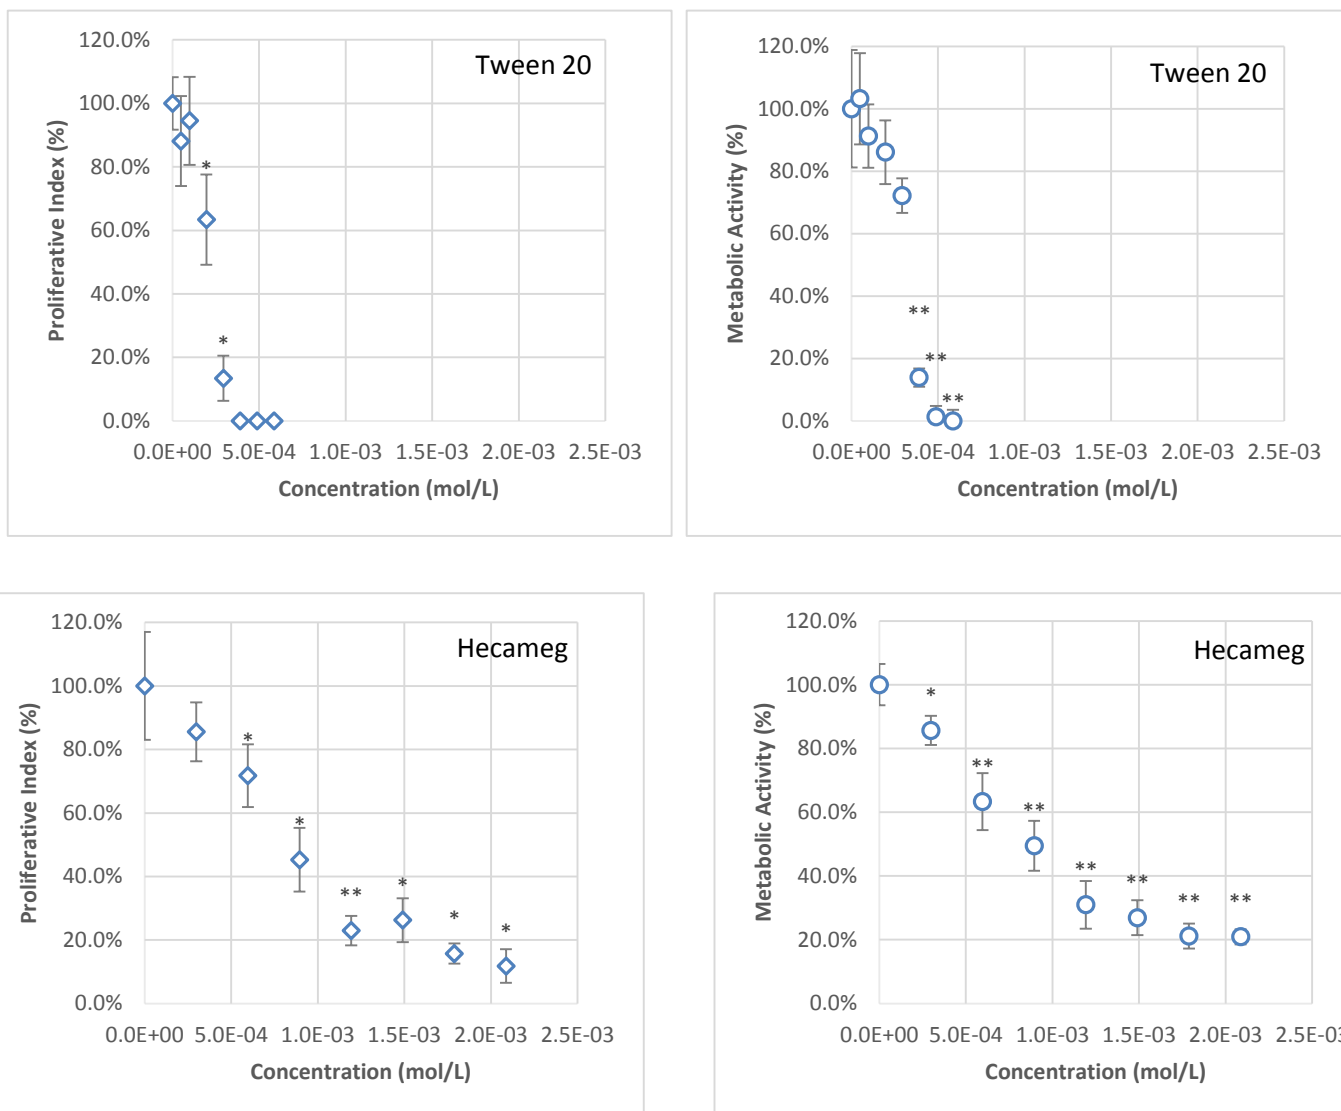 Tween 20
120.0%
100.0%
80.0%
60.0%
40.0%
20.0%
0.0%
Proliferative Index (%)
*
*
0.0E+00 5.0E-04 1.0E-03 1.5E-03 2.0E-03 2.5E-03
Concentration (mol/L)
Tween 20
120.0%
100.0%
80.0%
60.0%
40.0%
20.0%
0.0%
Metabolic Activity (%)
**
**
**
0.0E+00 5.0E-04 1.0E-03 1.5E-03 2.0E-03 2.5E-03
Concentration (mol/L)
Hecameg
120.0%
100.0%
80.0%
60.0%
40.0%
20.0%
0.0%
Proliferative Index (%)
*
*
**
*
*
*
0.0E+00 5.0E-04 1.0E-03 1.5E-03 2.0E-03 2.5E-03
Concentration (mol/L)
Hecameg
120.0%
100.0%
80.0%
60.0%
40.0%
20.0%
0.0%
Metabolic Activity (%)
*
**
**
**
**
**
**
0.0E+00 5.0E-04 1.0E-03 1.5E-03 2.0E-03 2.5E-03
Concentration (mol/L)